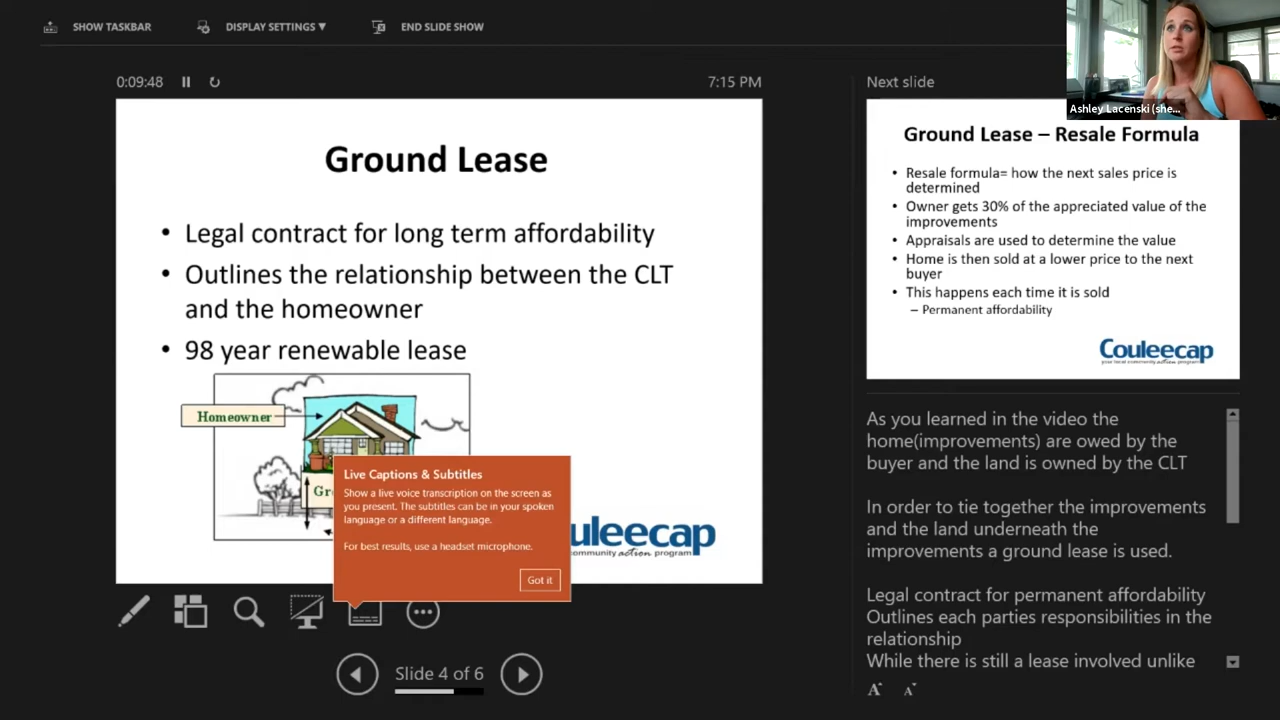 SHOW TASKBAR
DISPLAY SETTINGS ▼
END SLIDE SHOW
Ashley Lacenski (she...
0:09:48
7:15 PM
Ground Lease
• Legal contract for long term affordability
• Outlines the relationship between the CLT
and the homeowner
• 98 year renewable lease
Homeowner
Live Captions & Subtitles
Show a live voice transcription on the screen as
you present. The subtitles can be in your spoken
language or a different language.
For best results, use a headset microphone.
Got it
uleecap
ommunity action program
Slide 4 of 6
Next slide
Ground Lease – Resale Formula
• Resale formula= how the next sales price is
determined
• Owner gets 30% of the appreciated value of the
improvements
• Appraisals are used to determine the value
• Home is then sold at a lower price to the next
buyer
• This happens each time it is sold
– Permanent affordability
Couleecap
your local community action program
As you learned in the video the
home(improvements) are owed by the
buyer and the land is owned by the CLT
In order to tie together the improvements
and the land underneath the
improvements a ground lease is used.
Legal contract for permanent affordability
Outlines each parties responsibilities in the
relationship
While there is still a lease involved unlike
A A